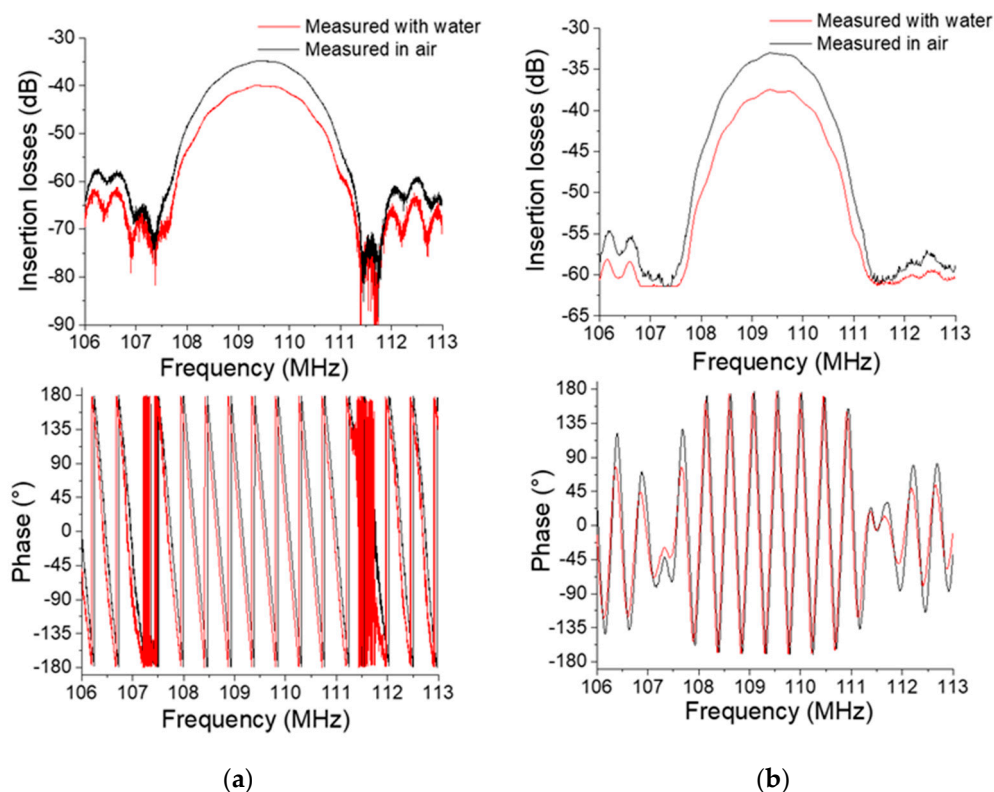 Measured with water
Measured in air
-30
-40
-50
-60
-70
-80
-90
Insertion losses (dB)
106 107 108 109 110 111 112 113
Frequency (MHz)
Measured with water
Measured in air
-30
-35
-40
-45
-50
-55
-60
-65
Insertion losses (dB)
106 107 108 109 110 111 112 113
Frequency (MHz)
180
135
90
45
0
-45
-90
-135
-180
Phase (°)
106 107 108 109 110 111 112 113
Frequency (MHz)
180
135
90
45
0
-45
-90
-135
-180
Phase (°)
106 107 108 109 110 111 112 113
Frequency (MHz)
(a)
(b)